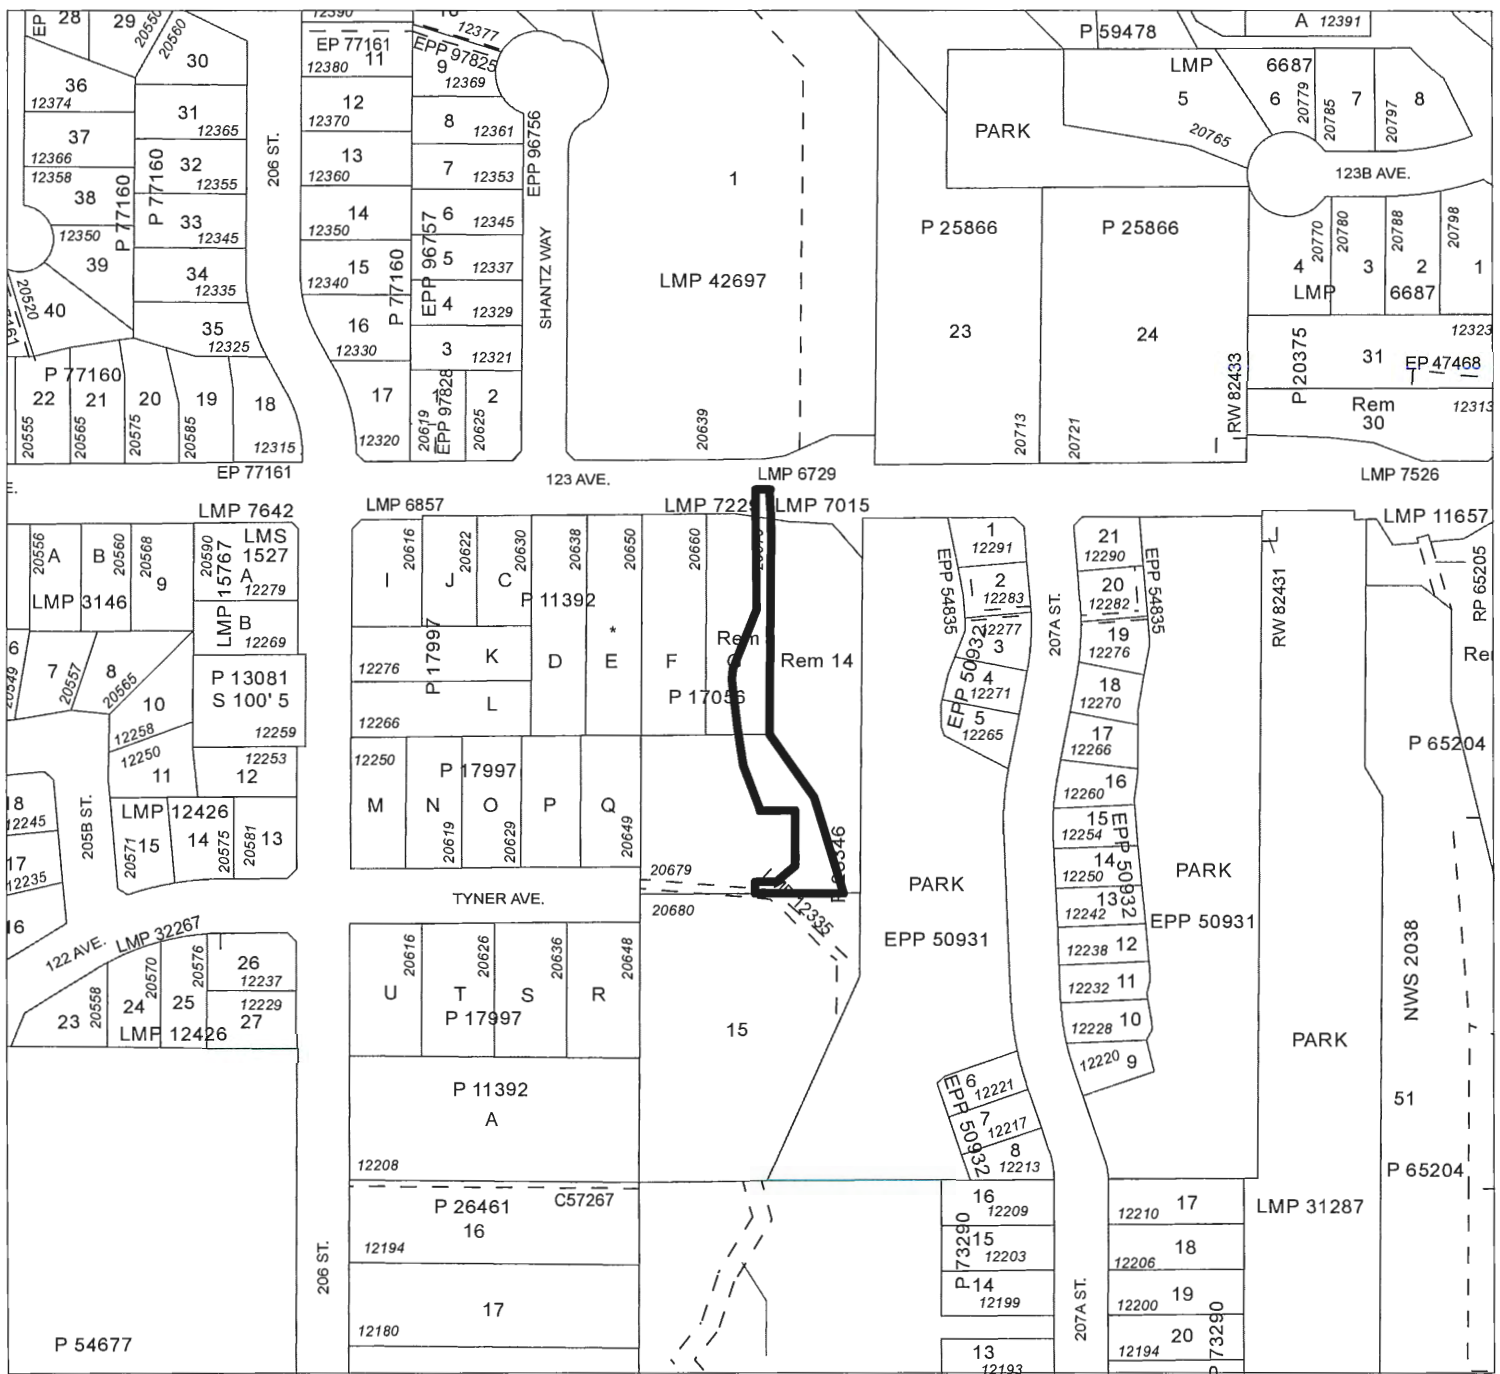 EP
28
29
20550
20560
30
36
12374
31
12365
37
12366
12358
38
32
12355
P 77160
P 77160
33
12345
12350
39
34
12335
20520
40
35
12325
P 77160
22
21
20
19
18
20555
20565
20575
20585
12315
EP 77161
206 ST.
12390
EP 77161
11
12380
12
12370
13
12360
14
12350
15
12340
P 77160
16
12330
17
12320
12377
EPP 97825
9
12369
8
12361
7
12353
6
12345
EPP 96757
5
12337
4
12329
3
12321
1
2
20619
EPP 97828
20625
EPP 96756
SHANTZ WAY
1
LMP 42697
20639
P 59478
A 12391
LMP 6687
5
6
7
8
20765
20779
20785
20797
PARK
123B AVE.
P 25866
P 25866
23
24
20713
20721
RW 82433
20770
20780
20788
20798
4
3
2
1
LMP 6687
P 20375
31
12323
EP 47468
Rem
30
12313
123 AVE.
LMP 6729
LMP 7526
LMP 7642
LMP 6857
LMP 7015
LMP 11657
20556
A
B
20560
20568
9
20590
LMS
1527
LMP 15767
A
12279
LMP 3146
B
12269
6
20549
7
20557
8
20565
10
12258
P 13081
S 100' 5
12259
12250
11
12253
12
18
12245
205B ST.
LMP 12426
15
14
13
20571
20575
20581
17
12235
16
122 AVE.
LMP 32267
20558
20570
20576
26
12237
23
24
25
12229
27
LMP 12426
I
20616
J
20622
C
20630
20638
20650
20660
P 11392
12276
P 17997
K
D
*
E
F
Rem
Rem 14
P 17056
12266
L
12250
P 17997
M
N
O
P
Q
20619
20629
20649
20679
TYNER AVE.
20680
12335
U
T
S
R
20616
20626
20636
20648
P 17997
15
P 11392
A
12208
P 26461
C57267
16
12194
206 ST.
17
12180
P 54677
EPP 54835
1
12291
2
12283
12277
3
EPP 50932
4
12271
5
12265
207A ST.
21
12290
20
12282
EPP 54835
19
12276
18
12270
17
12266
16
12260
15
12254
14
12250
EPP 50932
13
12242
12238
12
12232
11
12228
10
12220
9
PARK
EPP 50931
PARK
EPP 50931
6
12221
EPP 50932
7
12217
8
12213
16
12209
P 73290
15
12203
14
12199
13
12193
207A ST.
12210
17
12206
18
12200
19
12194
20
P 73290
RW 82431
RP 65205
P 65204
NWS 2038
PARK
51
P 65204
LMP 31287